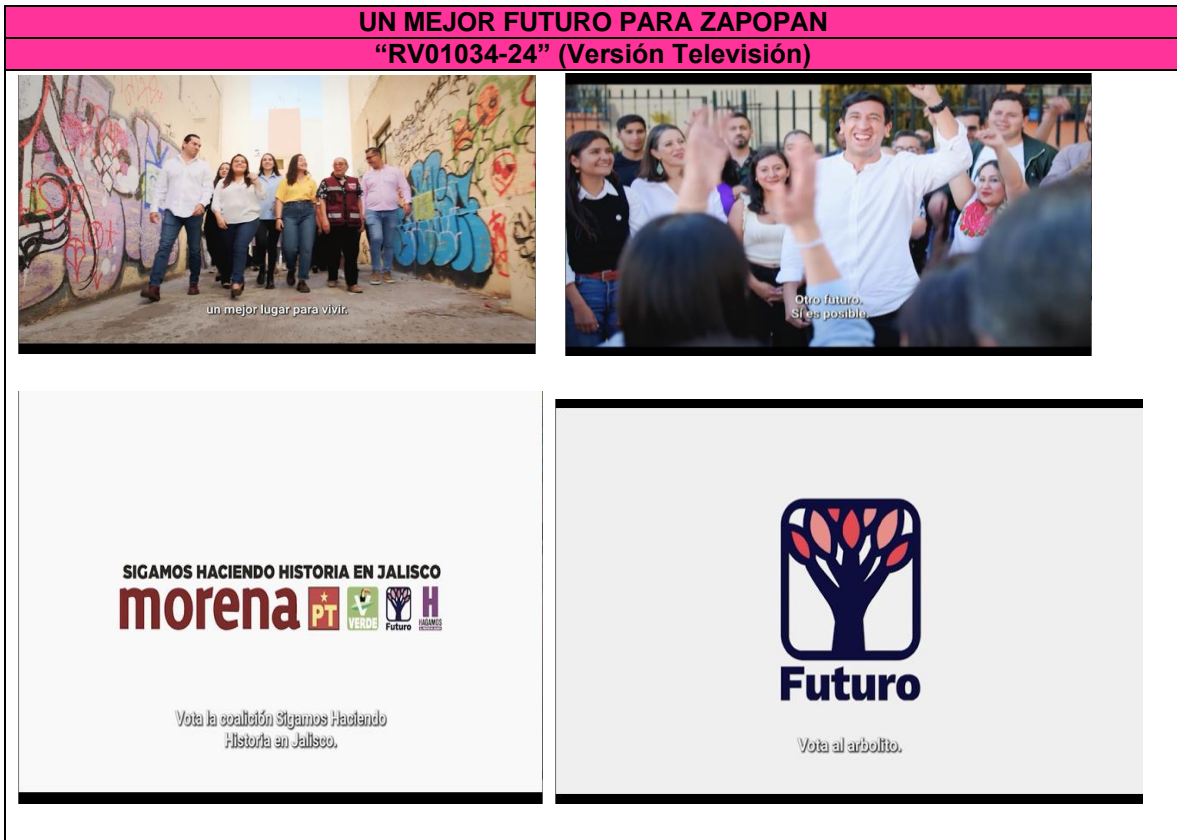 UN MEJOR FUTURO PARA ZAPOPAN
“RV01034-24” (Versión Televisión)
un mejor lugar para vivir.
Otro futuro.
Sí es posible.
SIGAMOS HACIENDO HISTORIA EN JALISCO
morena PT VERDE Futuro H HAGAMOS
Vota la coalición Sigamos Haciendo
Historia en Jalisco.
Futuro
Vota al arbolito.